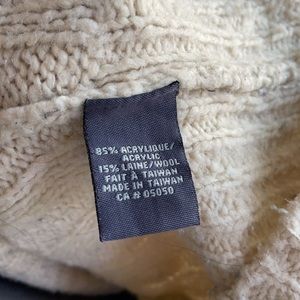 85% ACRYLIQUE/
ACRYLIC
15% LAINE/WOOL
FAIT À TAIWAN
MADE IN TAIWAN
CA # 05050